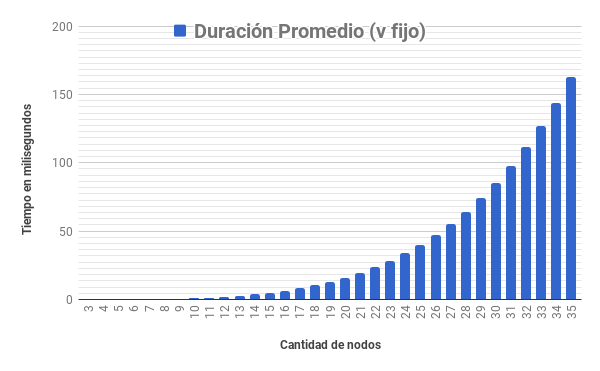 Duración Promedio (v fijo)
200
150
100
50
0
Tiempo en milisegundos
3 4 5 6 7 8 9 10 11 12 13 14 15 16 17 18 19 20 21 22 23 24 25 26 27 28 29 30 31 32 33 34 35
Cantidad de nodos